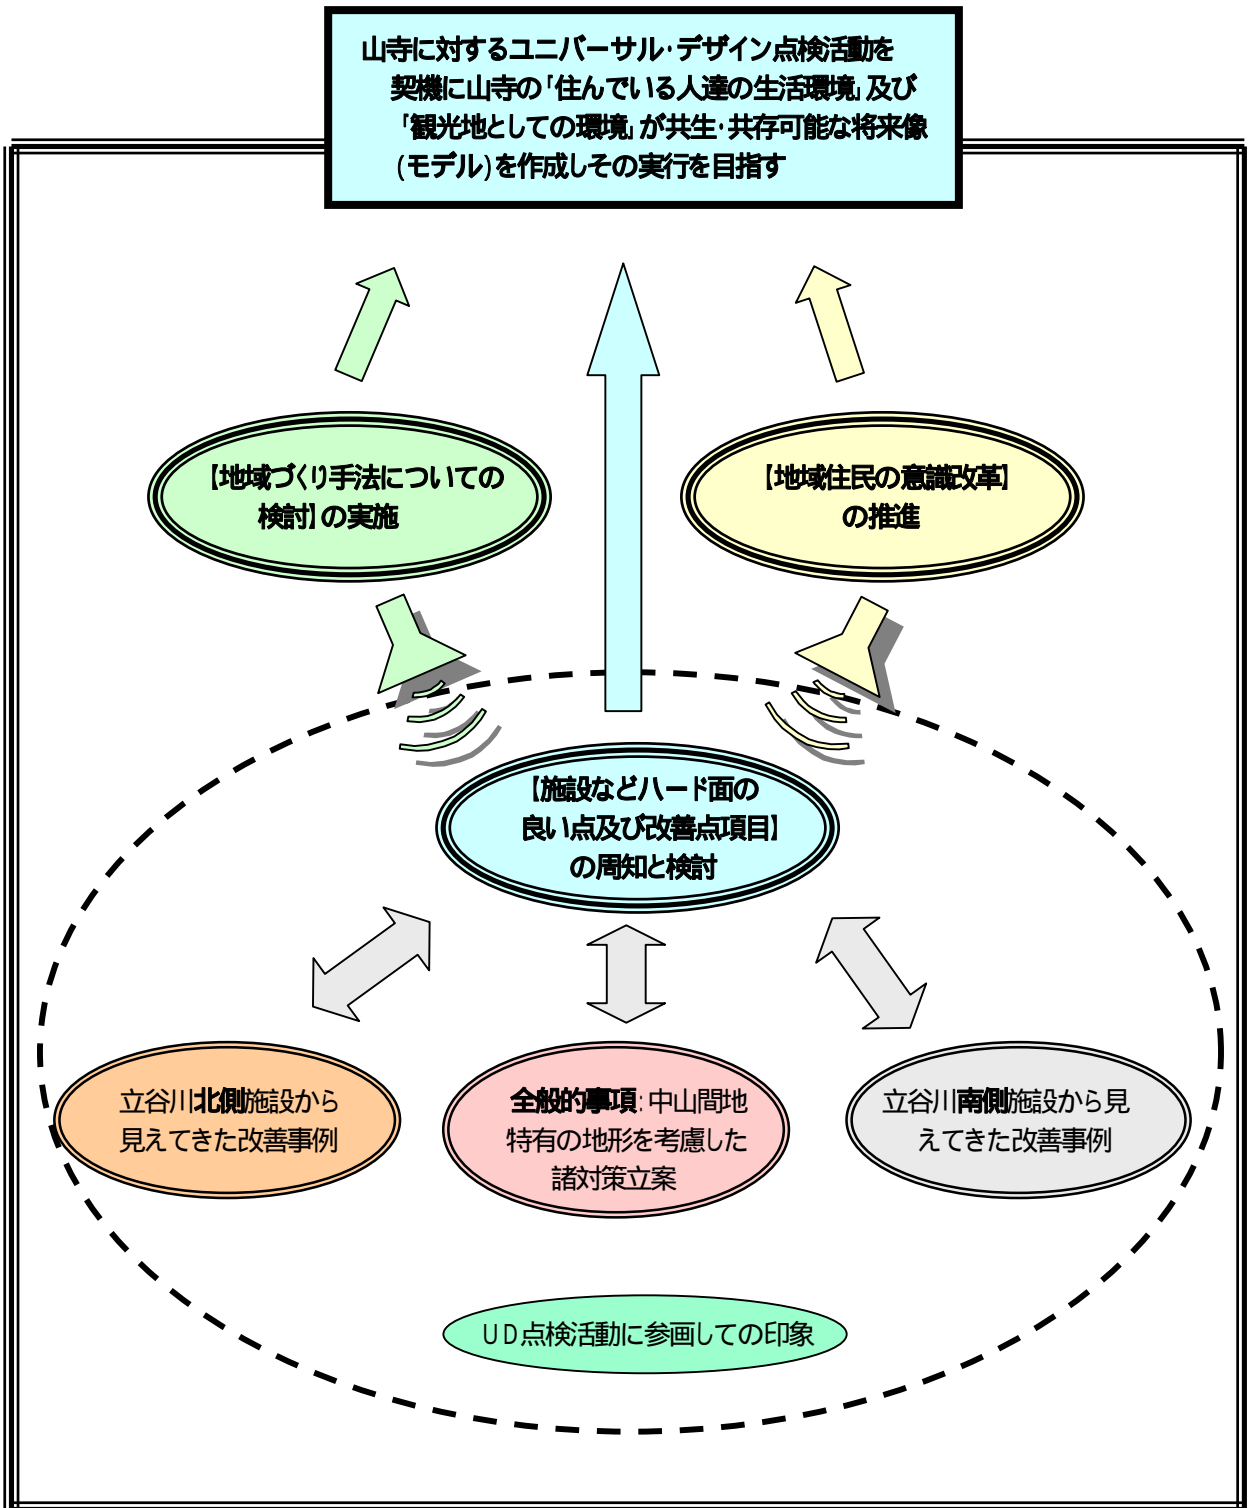 山寺に対するユニバーサル・デザイン点検活動を
契機に山寺の「住んでいる人達の生活環境」及び
「観光地としての環境」が共生・共存可能な将来像
(モデル)を作成しその実行を目指す
【地域づくり手法についての
検討】の実施
【地域住民の意識改革】
の推進
【施設などハード面の
良い点及び改善点項目】
の周知と検討
立谷川北側施設から
見えてきた改善事例
全般的事項:中山間地
特有の地形を考慮した
諸対策立案
立谷川南側施設から見
えてきた改善事例
UD点検活動に参画しての印象